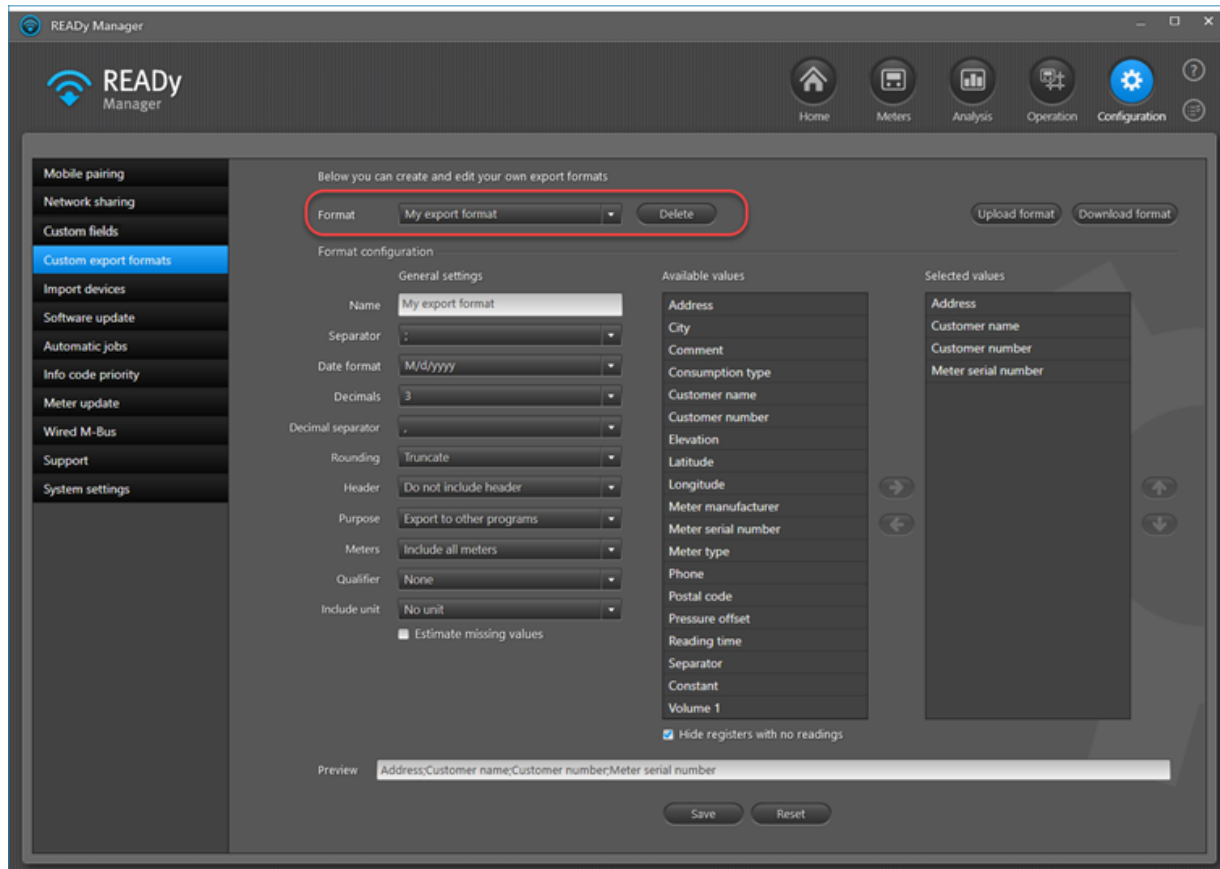 READy Manager
READy
Manager
Home
Meters
Analysis
Operation
Configuration
?
Mobile pairing
Network sharing
Custom fields
Custom export formats
Import devices
Software update
Automatic jobs
Info code priority
Meter update
Wired M-Bus
Support
System settings
Below you can create and edit your own export formats
Format My export format Delete Upload format Download format
Format configuration
General settings
Name My export format
Separator ;
Date format M/d/yyyy
Decimals 3
Decimal separator ,
Rounding Truncate
Header Do not include header
Purpose Export to other programs
Meters Include all meters
Qualifier None
Include unit No unit
Estimate missing values
Available values
Address
City
Comment
Consumption type
Customer name
Customer number
Elevation
Latitude
Longitude
Meter manufacturer
Meter serial number
Meter type
Phone
Postal code
Pressure offset
Reading time
Separator
Constant
Volume 1
Hide registers with no readings
Selected values
Address
Customer name
Customer number
Meter serial number
Preview Address;Customer name;Customer number;Meter serial number
Save Reset